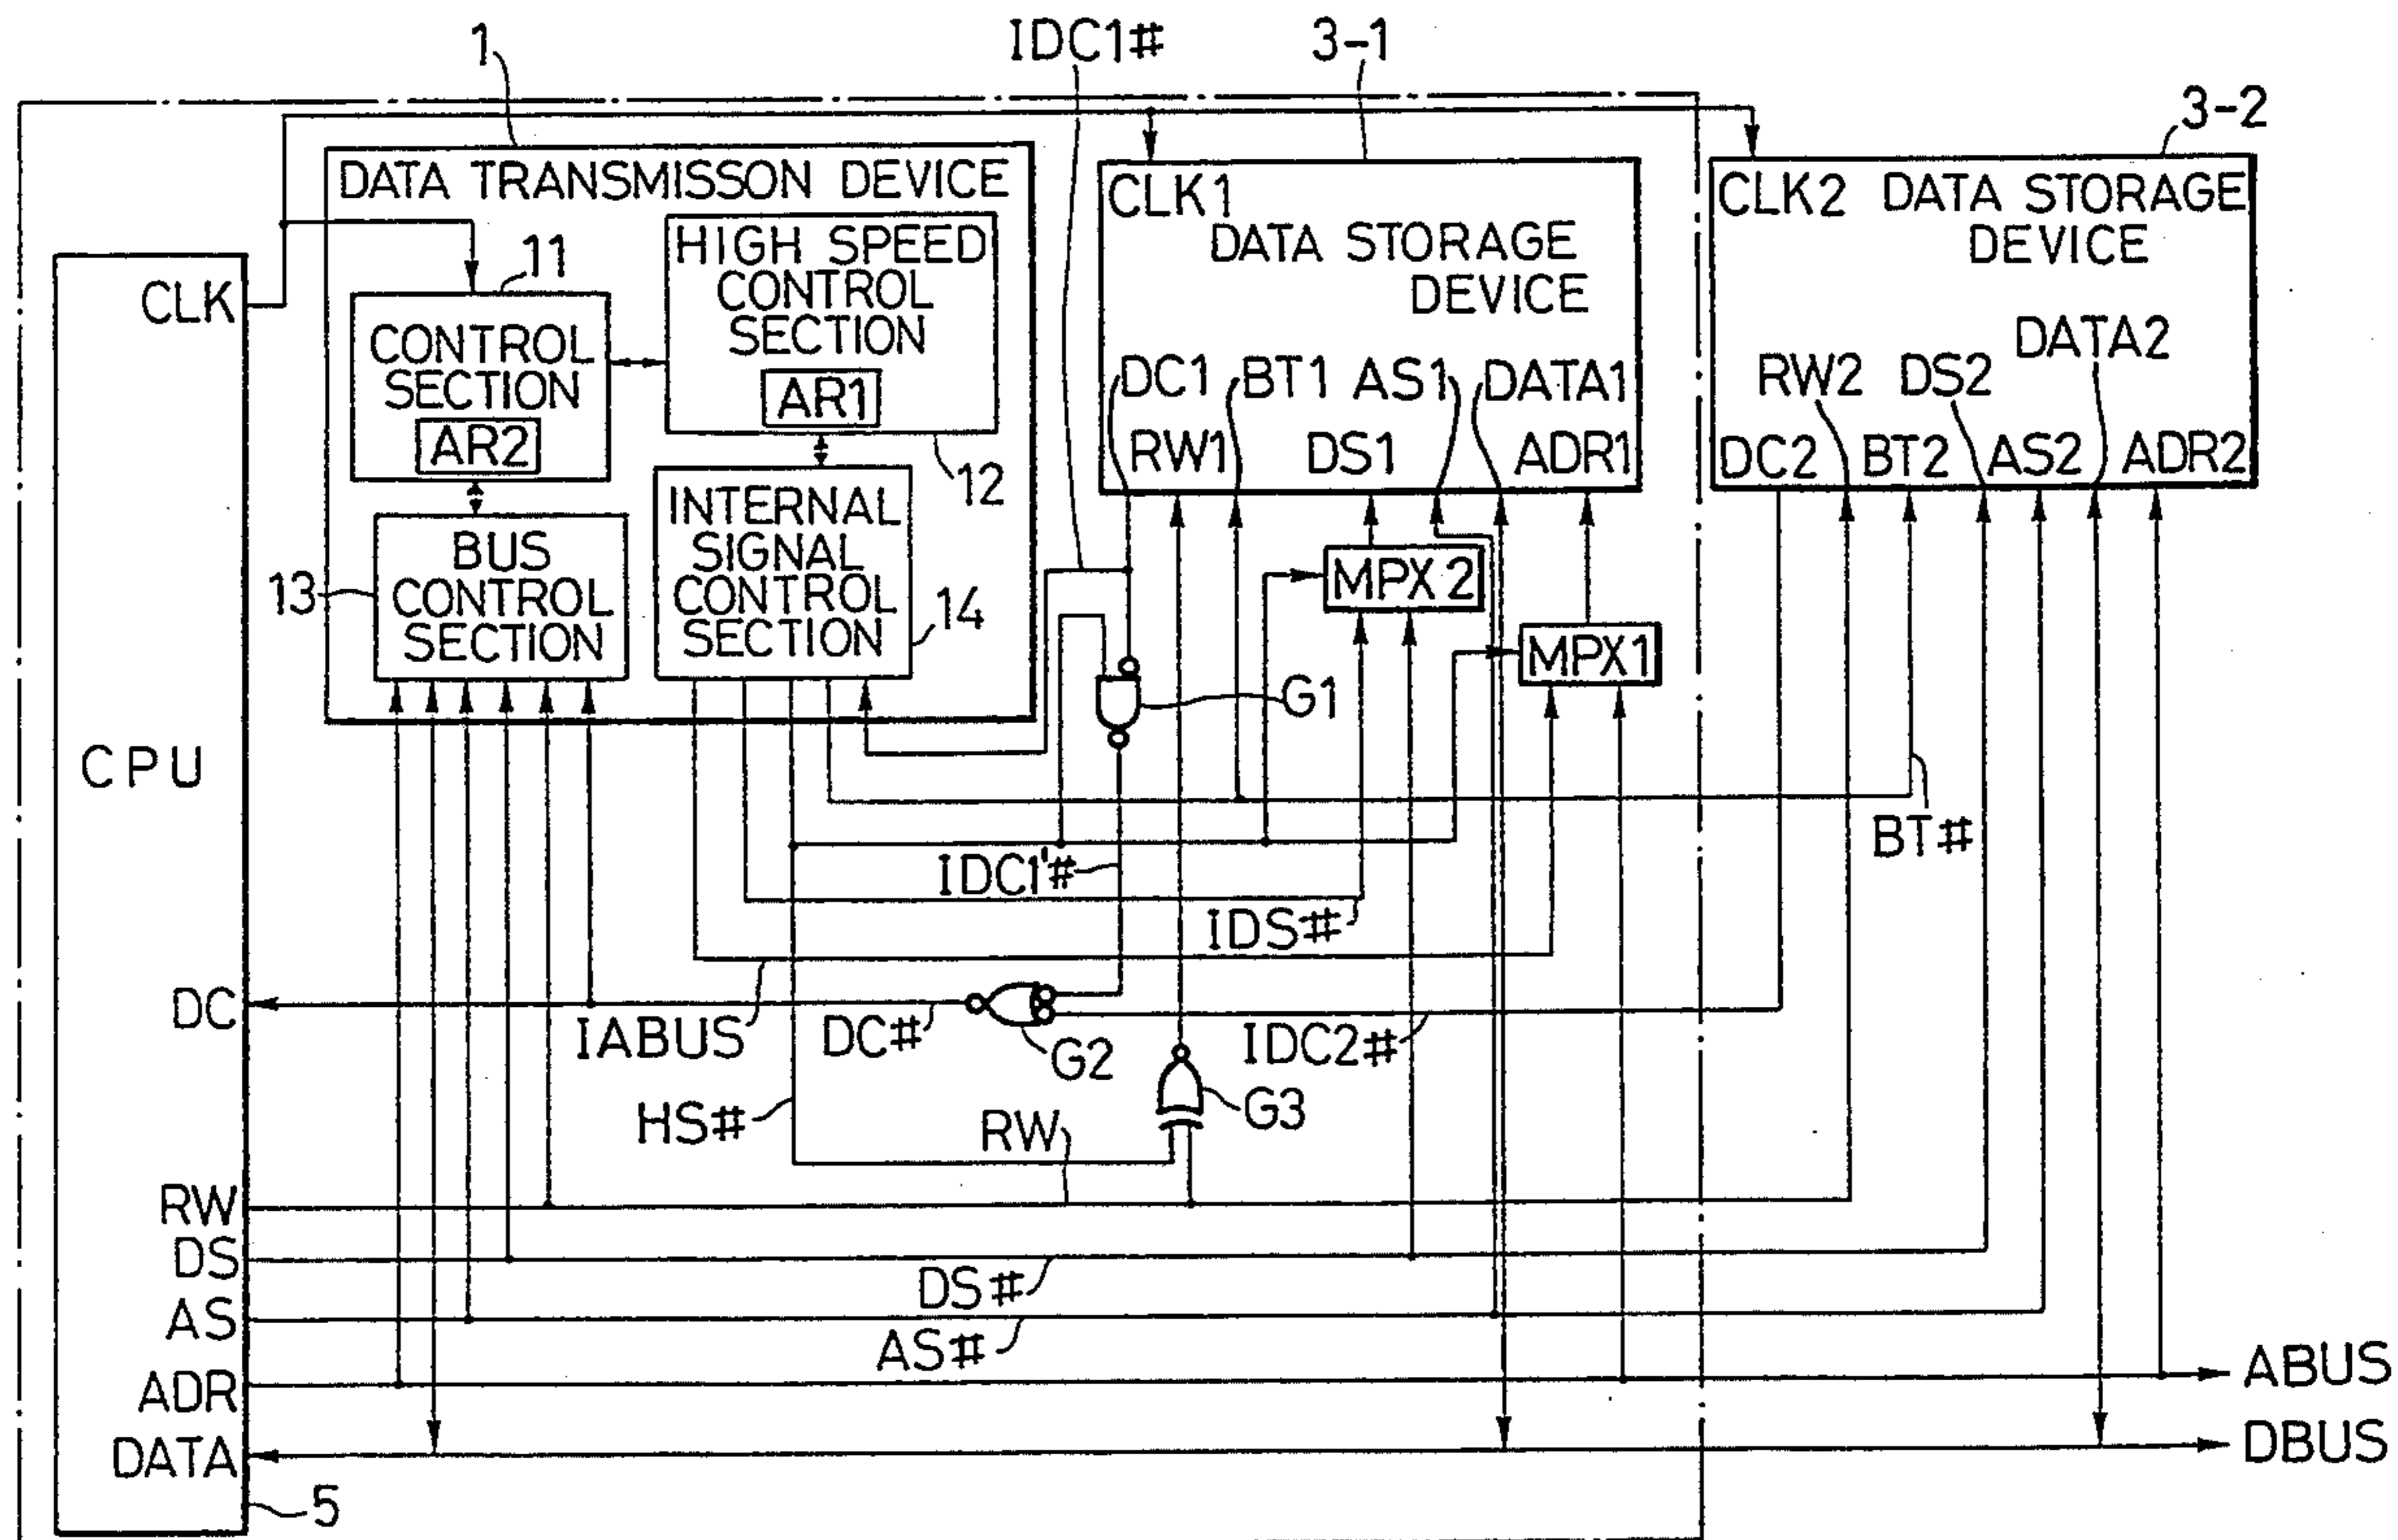 1
IDC1#
3-1
3-2
DATA TRANSMISSON DEVICE
CLK
11
CONTROL
SECTION
AR2
HIGH SPEED
CONTROL
SECTION
AR1
12
BUS
CONTROL
SECTION
13
INTERNAL
SIGNAL
CONTROL
SECTION
14
CLK1
DATA STORAGE
DEVICE
DC1
BT1
AS1
DATA1
RW1
DS1
ADR1
CLK2
DATA STORAGE
DEVICE
DATA2
RW2
DS2
DC2
BT2
AS2
ADR2
MPX2
MPX1
G1
CPU
BT#
IDC1'#
IDS#
DC
IABUS
DC#
G2
IDC2#
G3
HS#
RW
RW
DS
DS#
AS
AS#
ADR
ABUS
DATA
DBUS
5